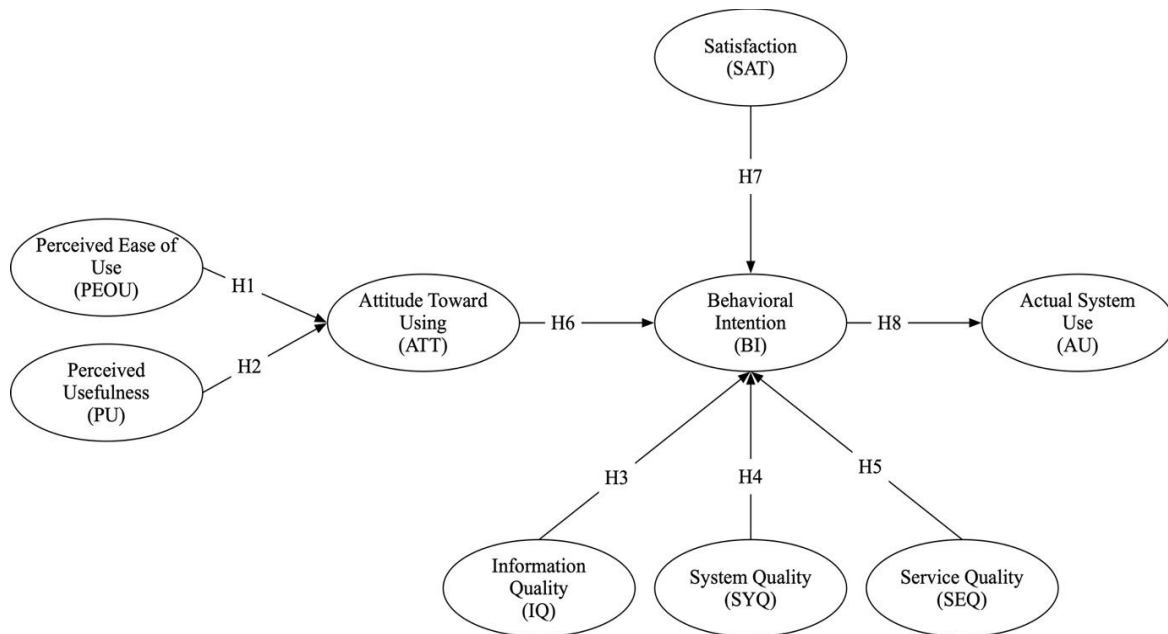 Satisfaction
(SAT)
H7
Perceived Ease of
Use
(PEOU)
H1
Perceived
Usefulness
(PU)
H2
Attitude Toward
Using
(ATT)
H6
Behavioral
Intention
(BI)
H8
Actual System
Use
(AU)
H3
H4
H5
Information
Quality
(IQ)
System Quality
(SYQ)
Service Quality
(SEQ)